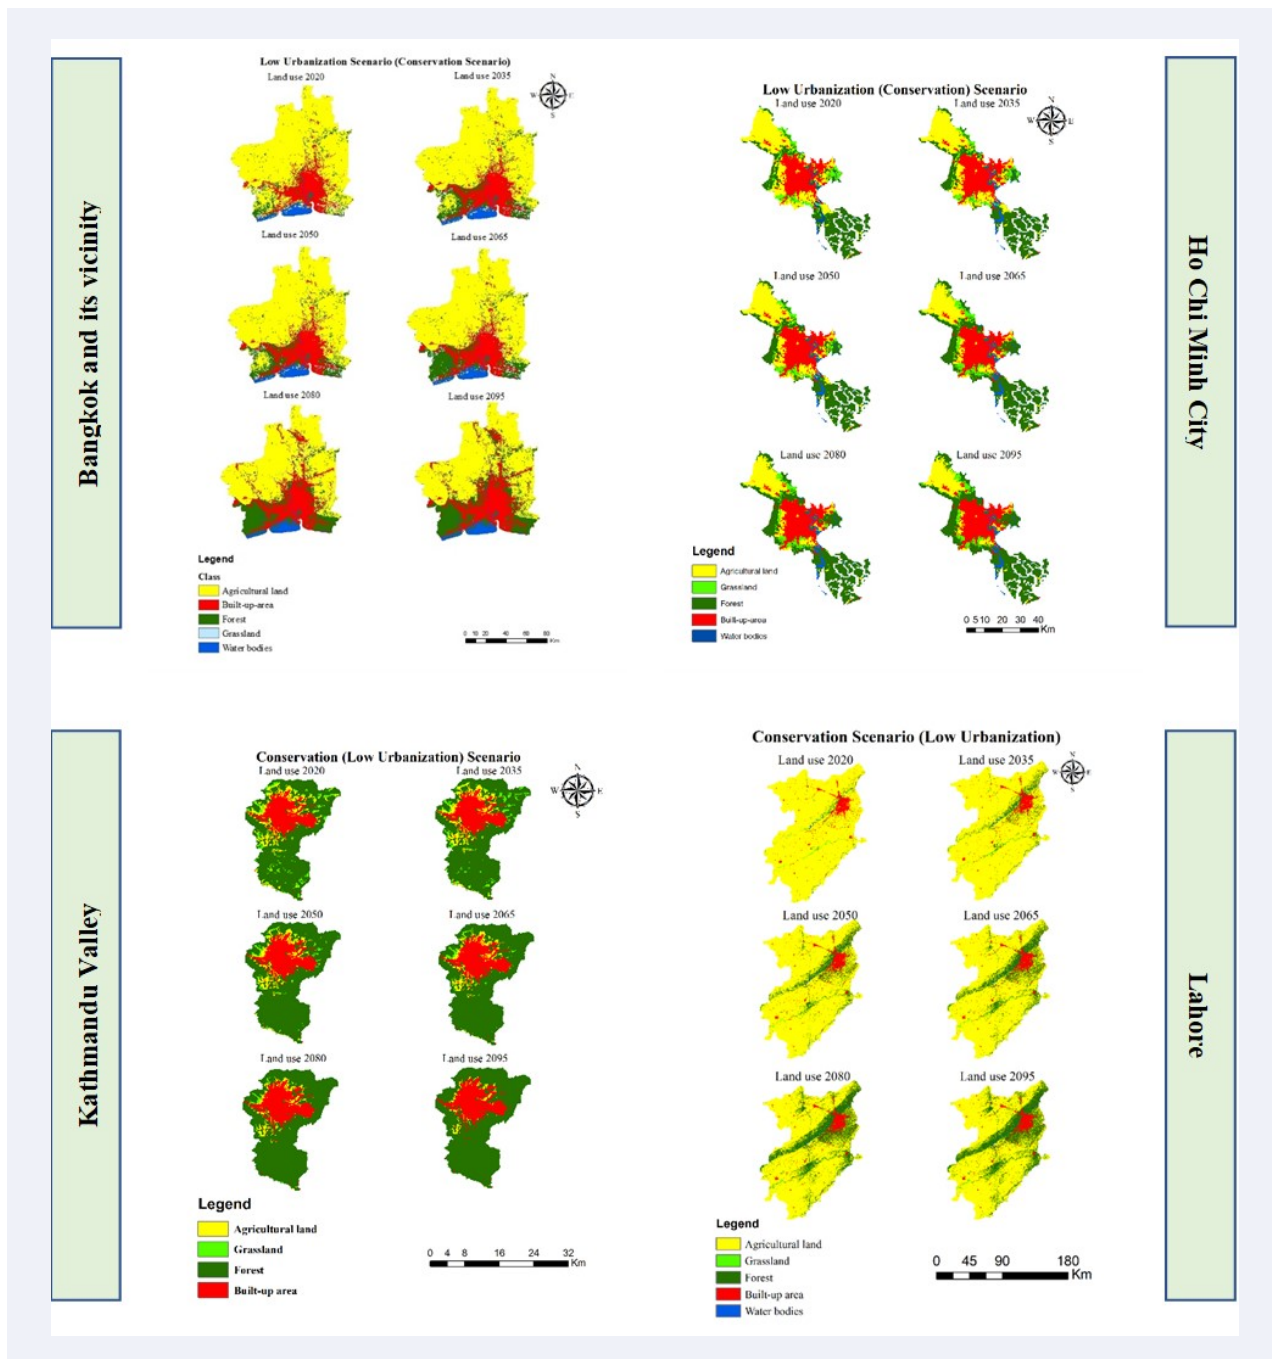 Bangkok and its vicinity
Low Urbanization Scenario (Conservation Scenario)
Land use 2020
Land use 2035
N
W
E
S
Land use 2050
Land use 2065
Land use 2080
Land use 2095
Legend
Class
Agricultural land
Built-up-area
Forest
Grassland
Water bodies
0 10 20 40 60 80
Km
Ho Chi Minh City
Low Urbanization (Conservation) Scenario
Land use 2020
Land use 2035
N
W
E
S
Land use 2050
Land use 2065
Land use 2080
Land use 2095
Legend
Agricultural land
Grassland
Forest
Built-up-area
Water bodies
0 5 10 20 30 40
Km
Kathmandu Valley
Conservation (Low Urbanization) Scenario
Land use 2020
Land use 2035
N
W
E
S
Land use 2050
Land use 2065
Land use 2080
Land use 2095
Legend
Agricultural land
Grassland
Forest
Built-up area
0 4 8 16 24 32
Km
Lahore
Conservation Scenario (Low Urbanization)
Land use 2020
Land use 2035
N
W
E
S
Land use 2050
Land use 2065
Land use 2080
Land use 2095
Legend
Agricultural land
Grassland
Forest
Built-up area
Water bodies
0 45 90 180
Km